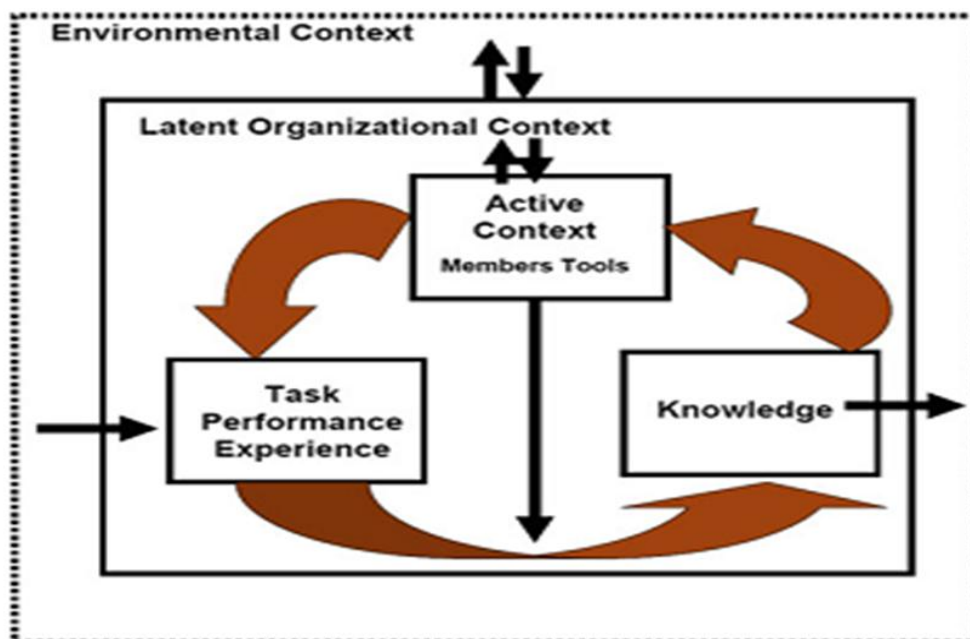 Environmental Context
Latent Organizational Context
Active
Context
Members Tools
Task
Performance
Experience
Knowledge